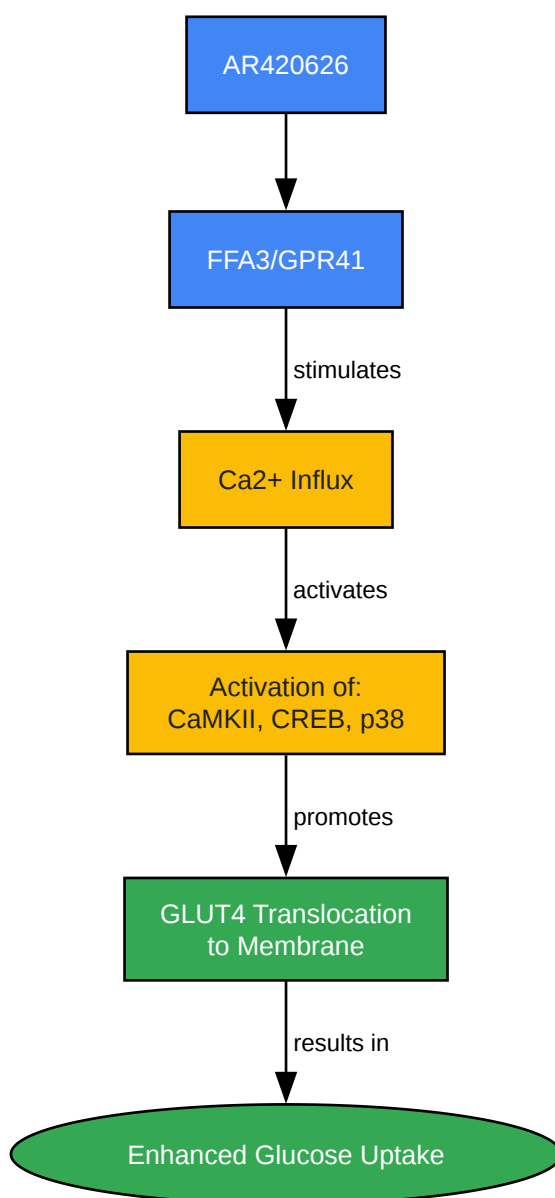 AR420626
FFA3/GPR41
stimulates
Ca2+ Influx
activates
Activation of:
CaMKII, CREB, p38
promotes
GLUT4 Translocation
to Membrane
results in
Enhanced Glucose Uptake